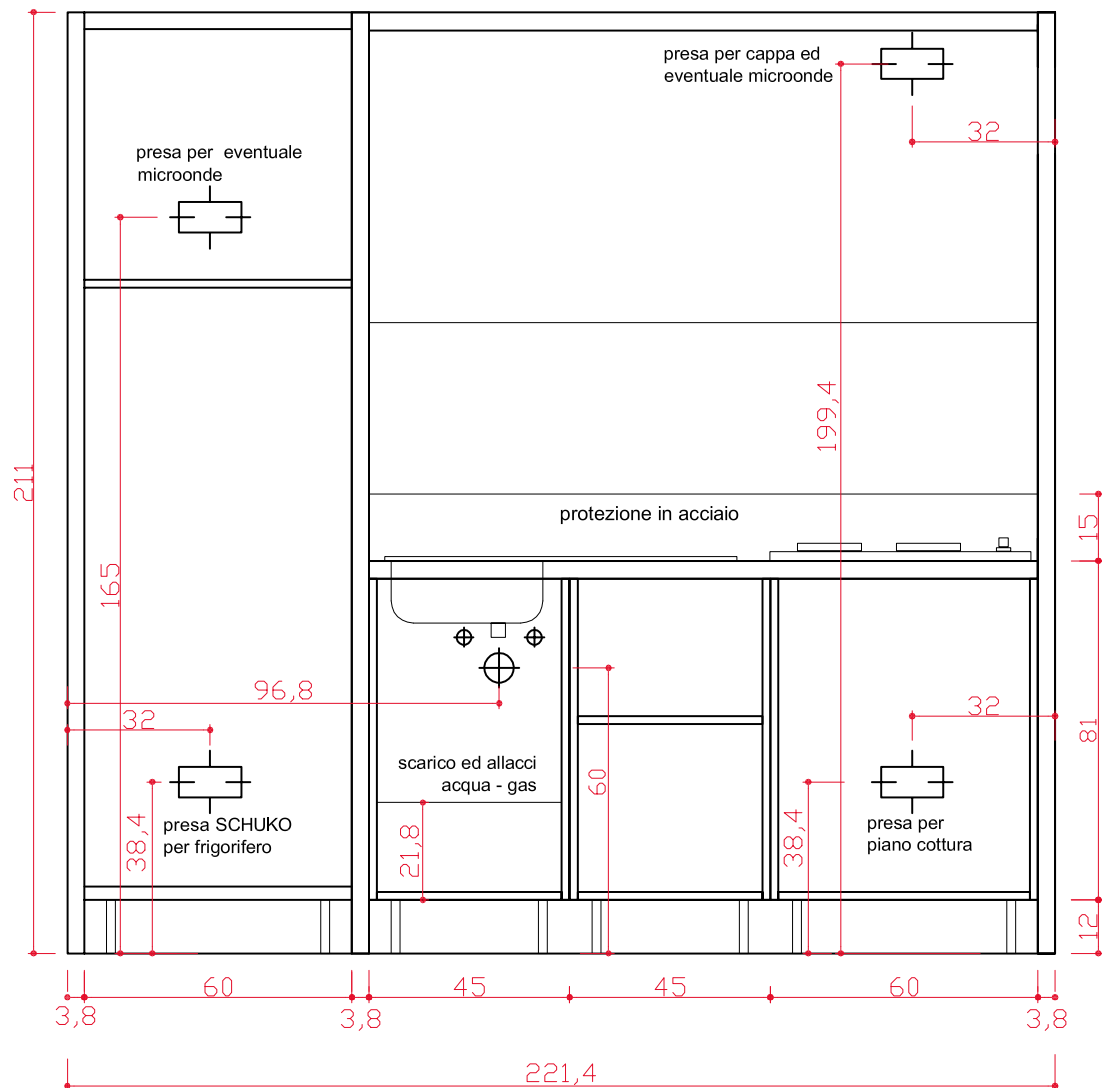 presa per cappa ed
eventuale microonde
32
presa per eventuale
microonde
199,4
211
15
protezione in acciaio
165
96,8
32
32
81
scarico ed allacci
acqua - gas
60
21,8
38,4
presa SCHUKO
per frigorifero
38,4
presa per
piano cottura
12
60
45
45
60
3,8
3,8
3,8
221,4